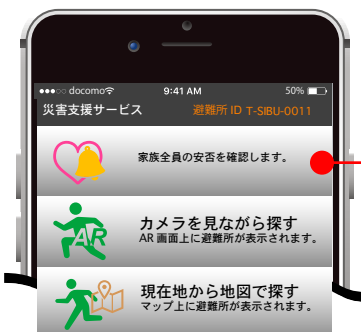 docomo 9:41 AM 50%
災害支援サービス 避難所 ID T-SIBU-0011
家族全員の安否を確認します。
カメラを見ながら探す
AR 画面上に避難所が表示されます。
AR
現在地から地図で探す
マップ上に避難所が表示されます。